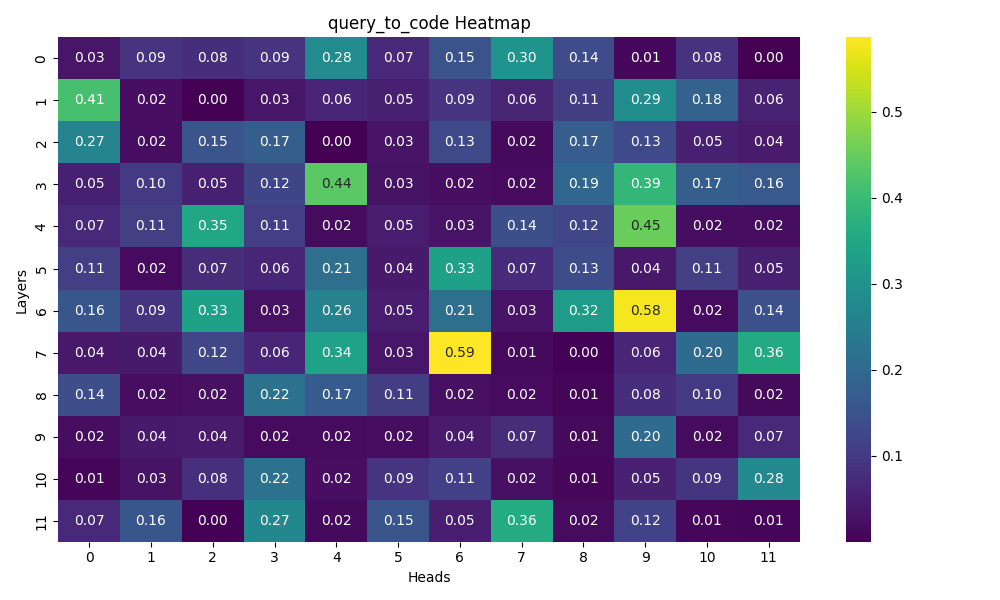 query_to_code Heatmap
0 0.03 0.09 0.08 0.09 0.28 0.07 0.15 0.30 0.14 0.01 0.08 0.00
1 0.41 0.02 0.00 0.03 0.06 0.05 0.09 0.06 0.11 0.29 0.18 0.06
2 0.27 0.02 0.15 0.17 0.00 0.03 0.13 0.02 0.17 0.13 0.05 0.04
3 0.05 0.10 0.05 0.12 0.44 0.03 0.02 0.02 0.19 0.39 0.17 0.16
4 0.07 0.11 0.35 0.11 0.02 0.05 0.03 0.14 0.12 0.45 0.02 0.02
5 0.11 0.02 0.07 0.06 0.21 0.04 0.33 0.07 0.13 0.04 0.11 0.05
6 0.16 0.09 0.33 0.03 0.26 0.05 0.21 0.03 0.32 0.58 0.02 0.14
7 0.04 0.04 0.12 0.06 0.34 0.03 0.59 0.01 0.00 0.06 0.20 0.36
8 0.14 0.02 0.02 0.22 0.17 0.11 0.02 0.02 0.01 0.08 0.10 0.02
9 0.02 0.04 0.04 0.02 0.02 0.02 0.04 0.07 0.01 0.20 0.02 0.07
10 0.01 0.03 0.08 0.22 0.02 0.09 0.11 0.02 0.01 0.05 0.09 0.28
11 0.07 0.16 0.00 0.27 0.02 0.15 0.05 0.36 0.02 0.12 0.01 0.01
0 1 2 3 4 5 6 7 8 9 10 11
Heads
Layers
0.5
0.4
0.3
0.2
0.1